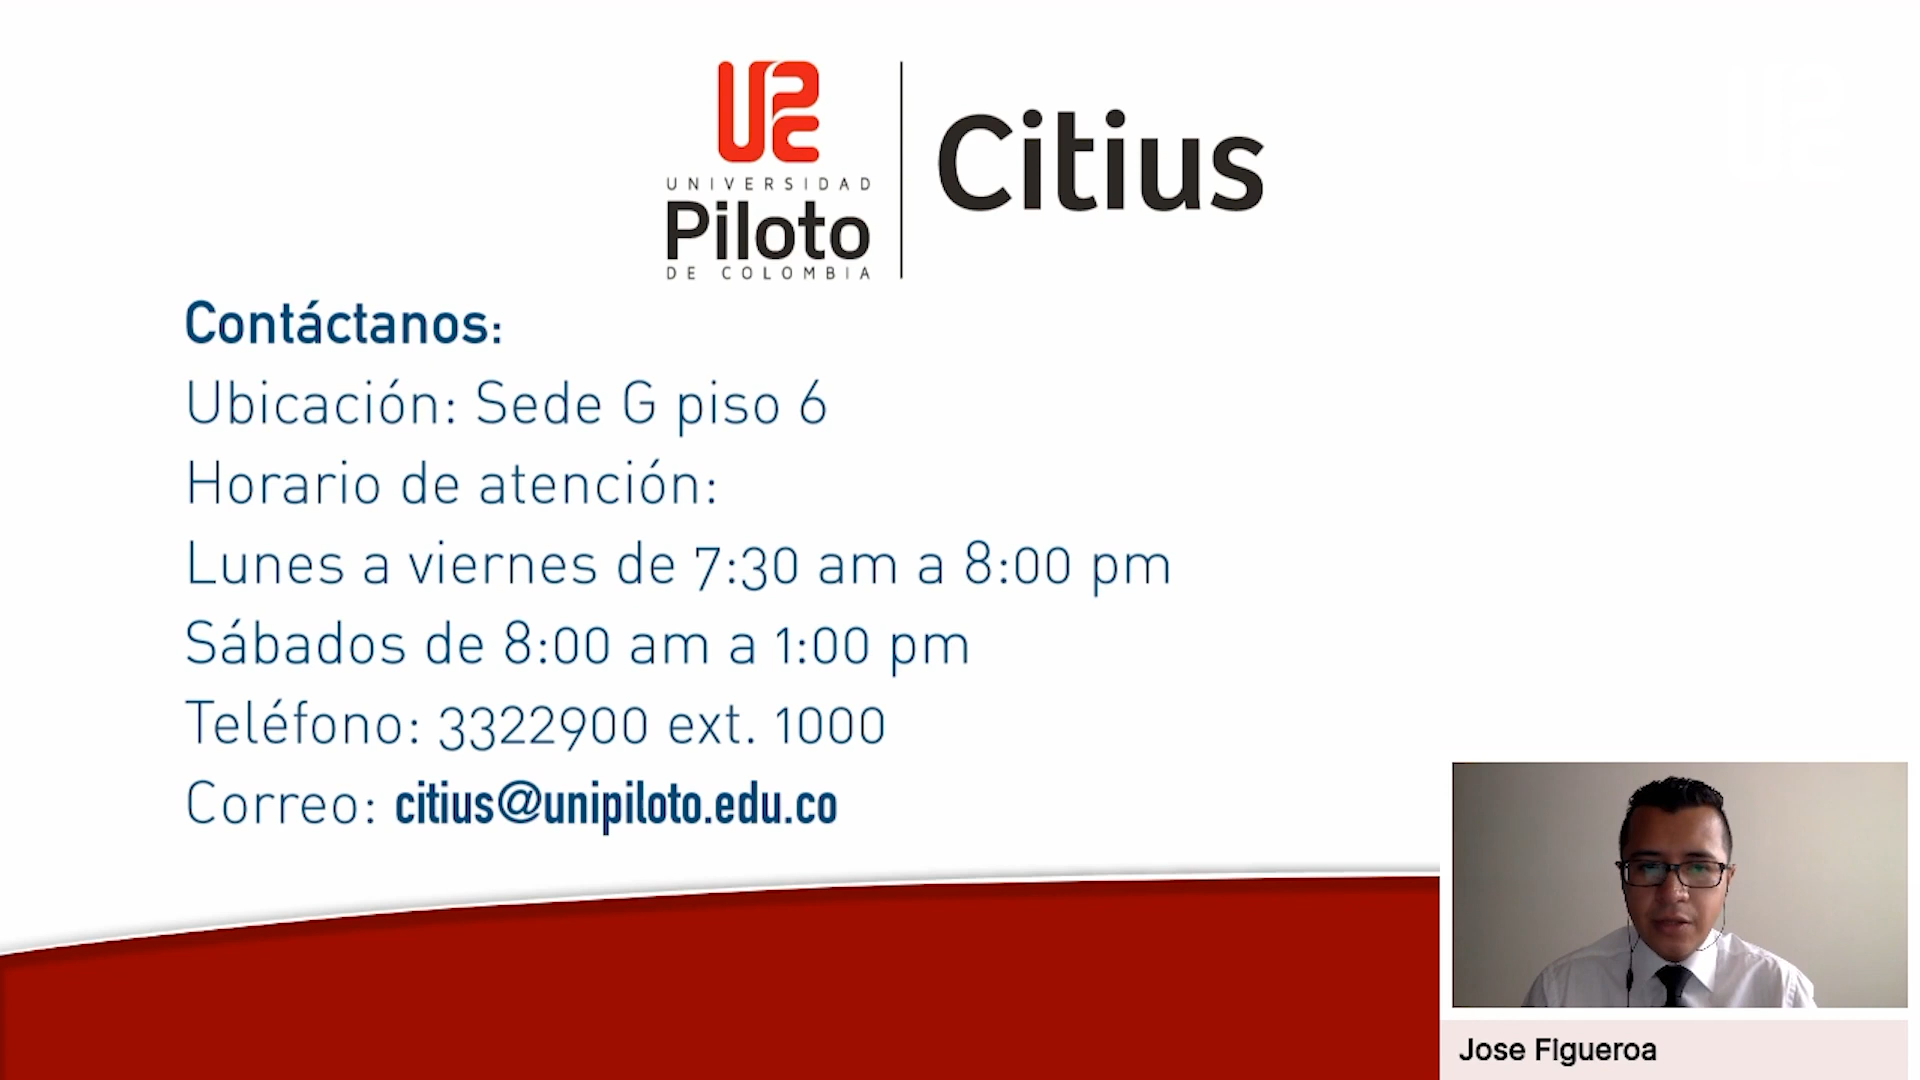 UNIVERSIDAD
Piloto
DE COLOMBIA
Citius
Contáctanos:
Ubicación: Sede G piso 6
Horario de atención:
Lunes a viernes de 7:30 am a 8:00 pm
Sábados de 8:00 am a 1:00 pm
Teléfono: 3322900 ext. 1000
Correo: citius@unipiloto.edu.co
Jose FIgueroa